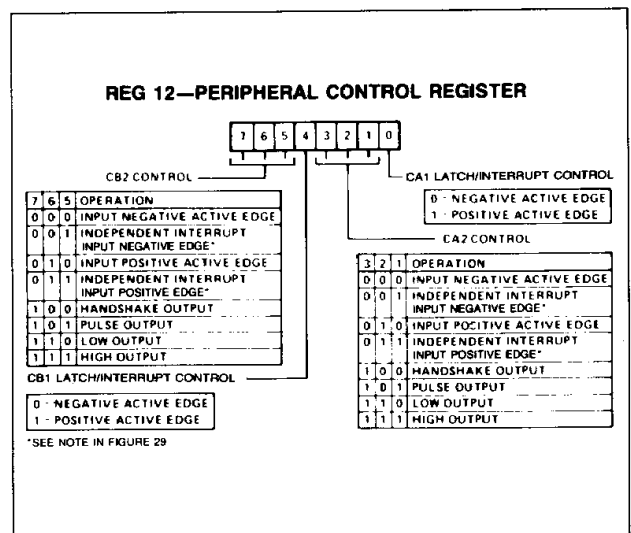 REG 12—PERIPHERAL CONTROL REGISTER
7 6 5 4 3 2 1 0
CB2 CONTROL
7 6 5 OPERATION
0 0 0 INPUT NEGATIVE ACTIVE EDGE
0 0 1 INDEPENDENT INTERRUPT
INPUT NEGATIVE EDGE*
0 1 0 INPUT POSITIVE ACTIVE EDGE
0 1 1 INDEPENDENT INTERRUPT
INPUT POSITIVE EDGE*
1 0 0 HANDSHAKE OUTPUT
1 0 1 PULSE OUTPUT
1 1 0 LOW OUTPUT
1 1 1 HIGH OUTPUT
CB1 LATCH/INTERRUPT CONTROL
0 - NEGATIVE ACTIVE EDGE
1 - POSITIVE ACTIVE EDGE
*SEE NOTE IN FIGURE 29
CA1 LATCH/INTERRUPT CONTROL
0 - NEGATIVE ACTIVE EDGE
1 - POSITIVE ACTIVE EDGE
CA2 CONTROL
3 2 1 OPERATION
0 0 0 INPUT NEGATIVE ACTIVE EDGE
0 0 1 INDEPENDENT INTERRUPT
INPUT NEGATIVE EDGE*
0 1 0 INPUT POSITIVE ACTIVE EDGE
0 1 1 INDEPENDENT INTERRUPT
INPUT POSITIVE EDGE*
1 0 0 HANDSHAKE OUTPUT
1 0 1 PULSE OUTPUT
1 1 0 LOW OUTPUT
1 1 1 HIGH OUTPUT